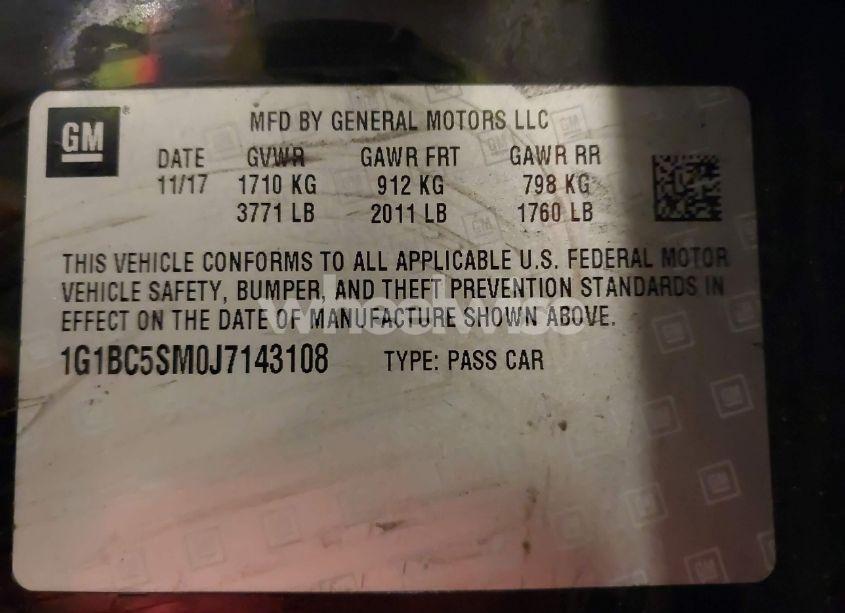 GM ®
MFD BY GENERAL MOTORS LLC
DATE GVWR GAWR FRT GAWR RR
11/17 1710 KG 912 KG 798 KG
3771 LB 2011 LB 1760 LB
THIS VEHICLE CONFORMS TO ALL APPLICABLE U.S. FEDERAL MOTOR
VEHICLE SAFETY, BUMPER, AND THEFT PREVENTION STANDARDS IN
EFFECT ON THE DATE OF MANUFACTURE SHOWN ABOVE.
1G1BC5SM0J7143108 TYPE: PASS CAR